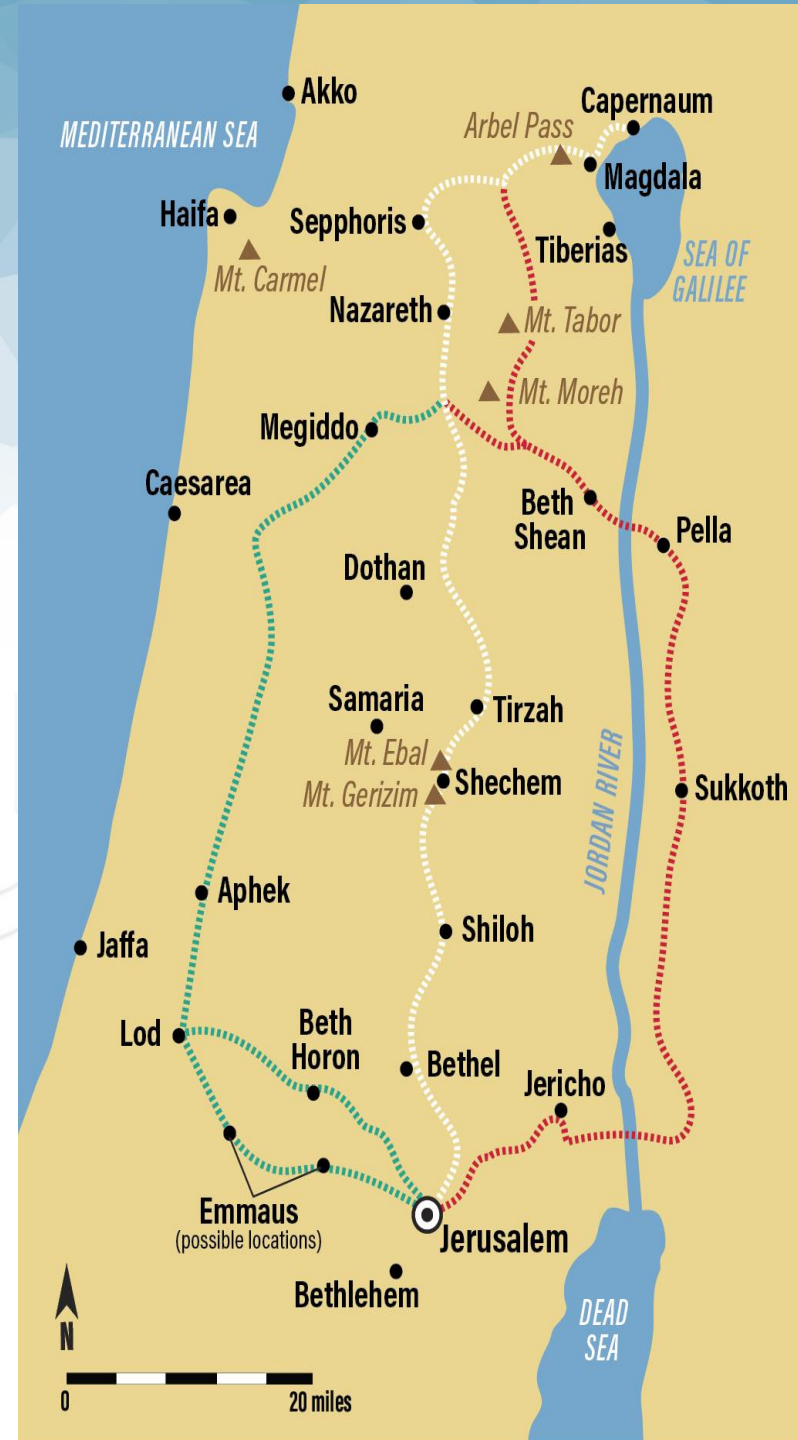 Akko
MEDITERRANEAN SEA
Capernaum
Arbel Pass
Magdala
Haifa
Sepphoris
Tiberias
SEA OF
GALILEE
Mt. Carmel
Nazareth
Mt. Tabor
Mt. Moreh
Megiddo
Caesarea
Beth
Shean
Pella
Dothan
Samaria
Tirzah
Mt. Ebal
Shechem
Mt. Gerizim
JORDAN RIVER
Sukkoth
Aphek
Jaffa
Shiloh
Lod
Beth
Horon
Bethel
Jericho
Emmaus
(possible locations)
Jerusalem
Bethlehem
DEAD
SEA
N
0
20 miles